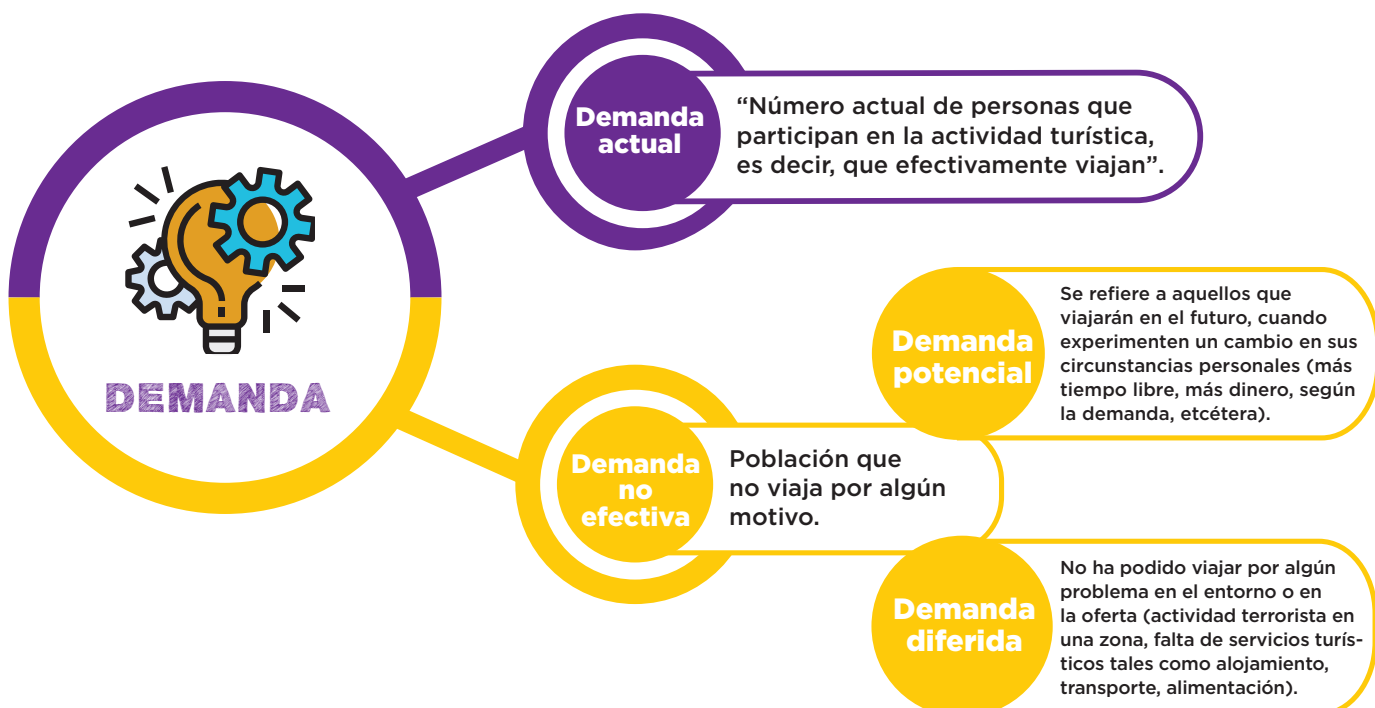 DEMANDA
Demanda
actual
“Número actual de personas que
participan en la actividad turística,
es decir, que efectivamente viajan”.
Demanda
no
efectiva
Población que
no viaja por algún
motivo.
Demanda
potencial
Se refiere a aquellos que
viajarán en el futuro, cuando
experimenten un cambio en sus
circunstancias personales (más
tiempo libre, más dinero, según
la demanda, etcétera).
Demanda
diferida
No ha podido viajar por algún
problema en el entorno o en
la oferta (actividad terrorista en
una zona, falta de servicios turís-
ticos tales como alojamiento,
transporte, alimentación).